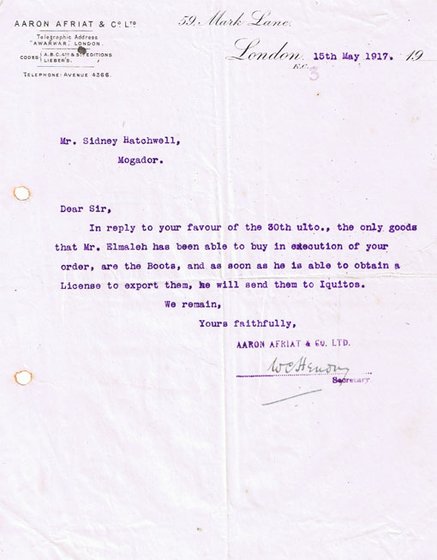 AARON AFRIAT & Co. LTD
Telegraphic Address
"AWARWAR" LONDON.
CODES A.B.C. 4TH & 5TH EDITIONS
LIEBER'S.
TELEPHONE: AVENUE 4366.
59, Mark Lane.
London, 15th May 1917. 19
E.C. 3
Mr. Sidney Hatchwell,
Mogador.
Dear Sir,
In reply to your favour of the 30th ulto., the only goods
that Mr. Elmaleh has been able to buy in execution of your
order, are the Boots, and as soon as he is able to obtain a
License to export them, he will send them to Iquitos.
We remain,
Yours faithfully,
AARON AFRIAT & CO. LTD.
Secretary